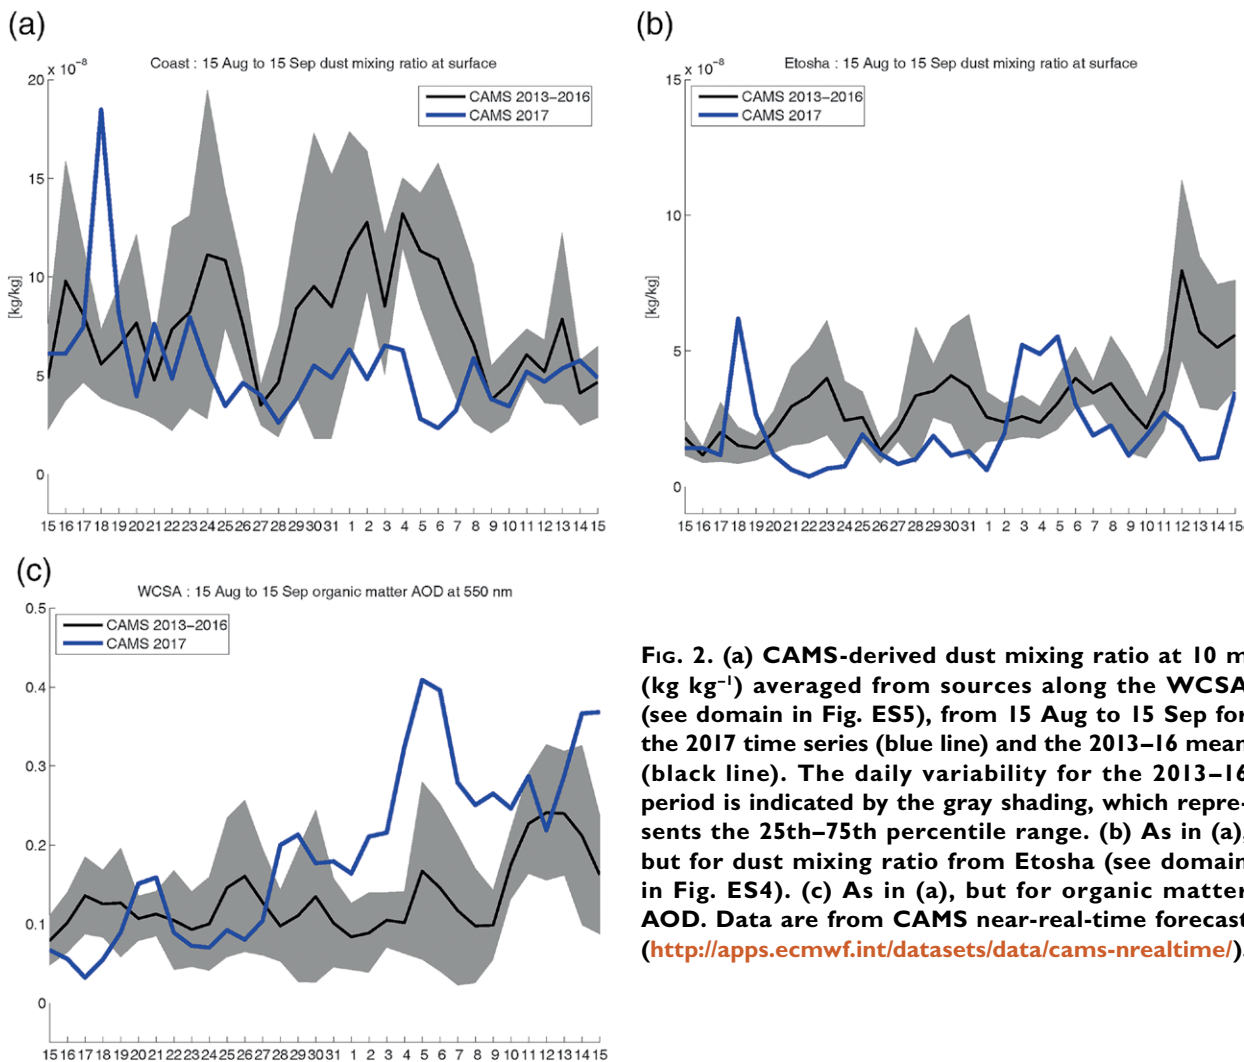 (a)
Coast : 15 Aug to 15 Sep dust mixing ratio at surface
x 10⁻⁸
20
15
10
5
0
[kg/kg]
CAMS 2013−2016
CAMS 2017
15 16 17 18 19 20 21 22 23 24 25 26 27 28 29 30 31 1 2 3 4 5 6 7 8 9 10 11 12 13 14 15
(b)
Etosha : 15 Aug to 15 Sep dust mixing ratio at surface
x 10⁻⁸
15
10
5
0
[kg/kg]
CAMS 2013−2016
CAMS 2017
15 16 17 18 19 20 21 22 23 24 25 26 27 28 29 30 31 1 2 3 4 5 6 7 8 9 10 11 12 13 14 15
(c)
WCSA : 15 Aug to 15 Sep organic matter AOD at 550 nm
0.5
0.4
0.3
0.2
0.1
0
CAMS 2013−2016
CAMS 2017
15 16 17 18 19 20 21 22 23 24 25 26 27 28 29 30 31 1 2 3 4 5 6 7 8 9 10 11 12 13 14 15
FIG. 2. (a) CAMS-derived dust mixing ratio at 10 m
(kg kg⁻¹) averaged from sources along the WCSA
(see domain in Fig. ES5), from 15 Aug to 15 Sep for
the 2017 time series (blue line) and the 2013–16 mean
(black line). The daily variability for the 2013–16
period is indicated by the gray shading, which repre-
sents the 25th–75th percentile range. (b) As in (a),
but for dust mixing ratio from Etosha (see domain
in Fig. ES4). (c) As in (a), but for organic matter
AOD. Data are from CAMS near-real-time forecast
(http://apps.ecmwf.int/datasets/data/cams-nrealtime/).